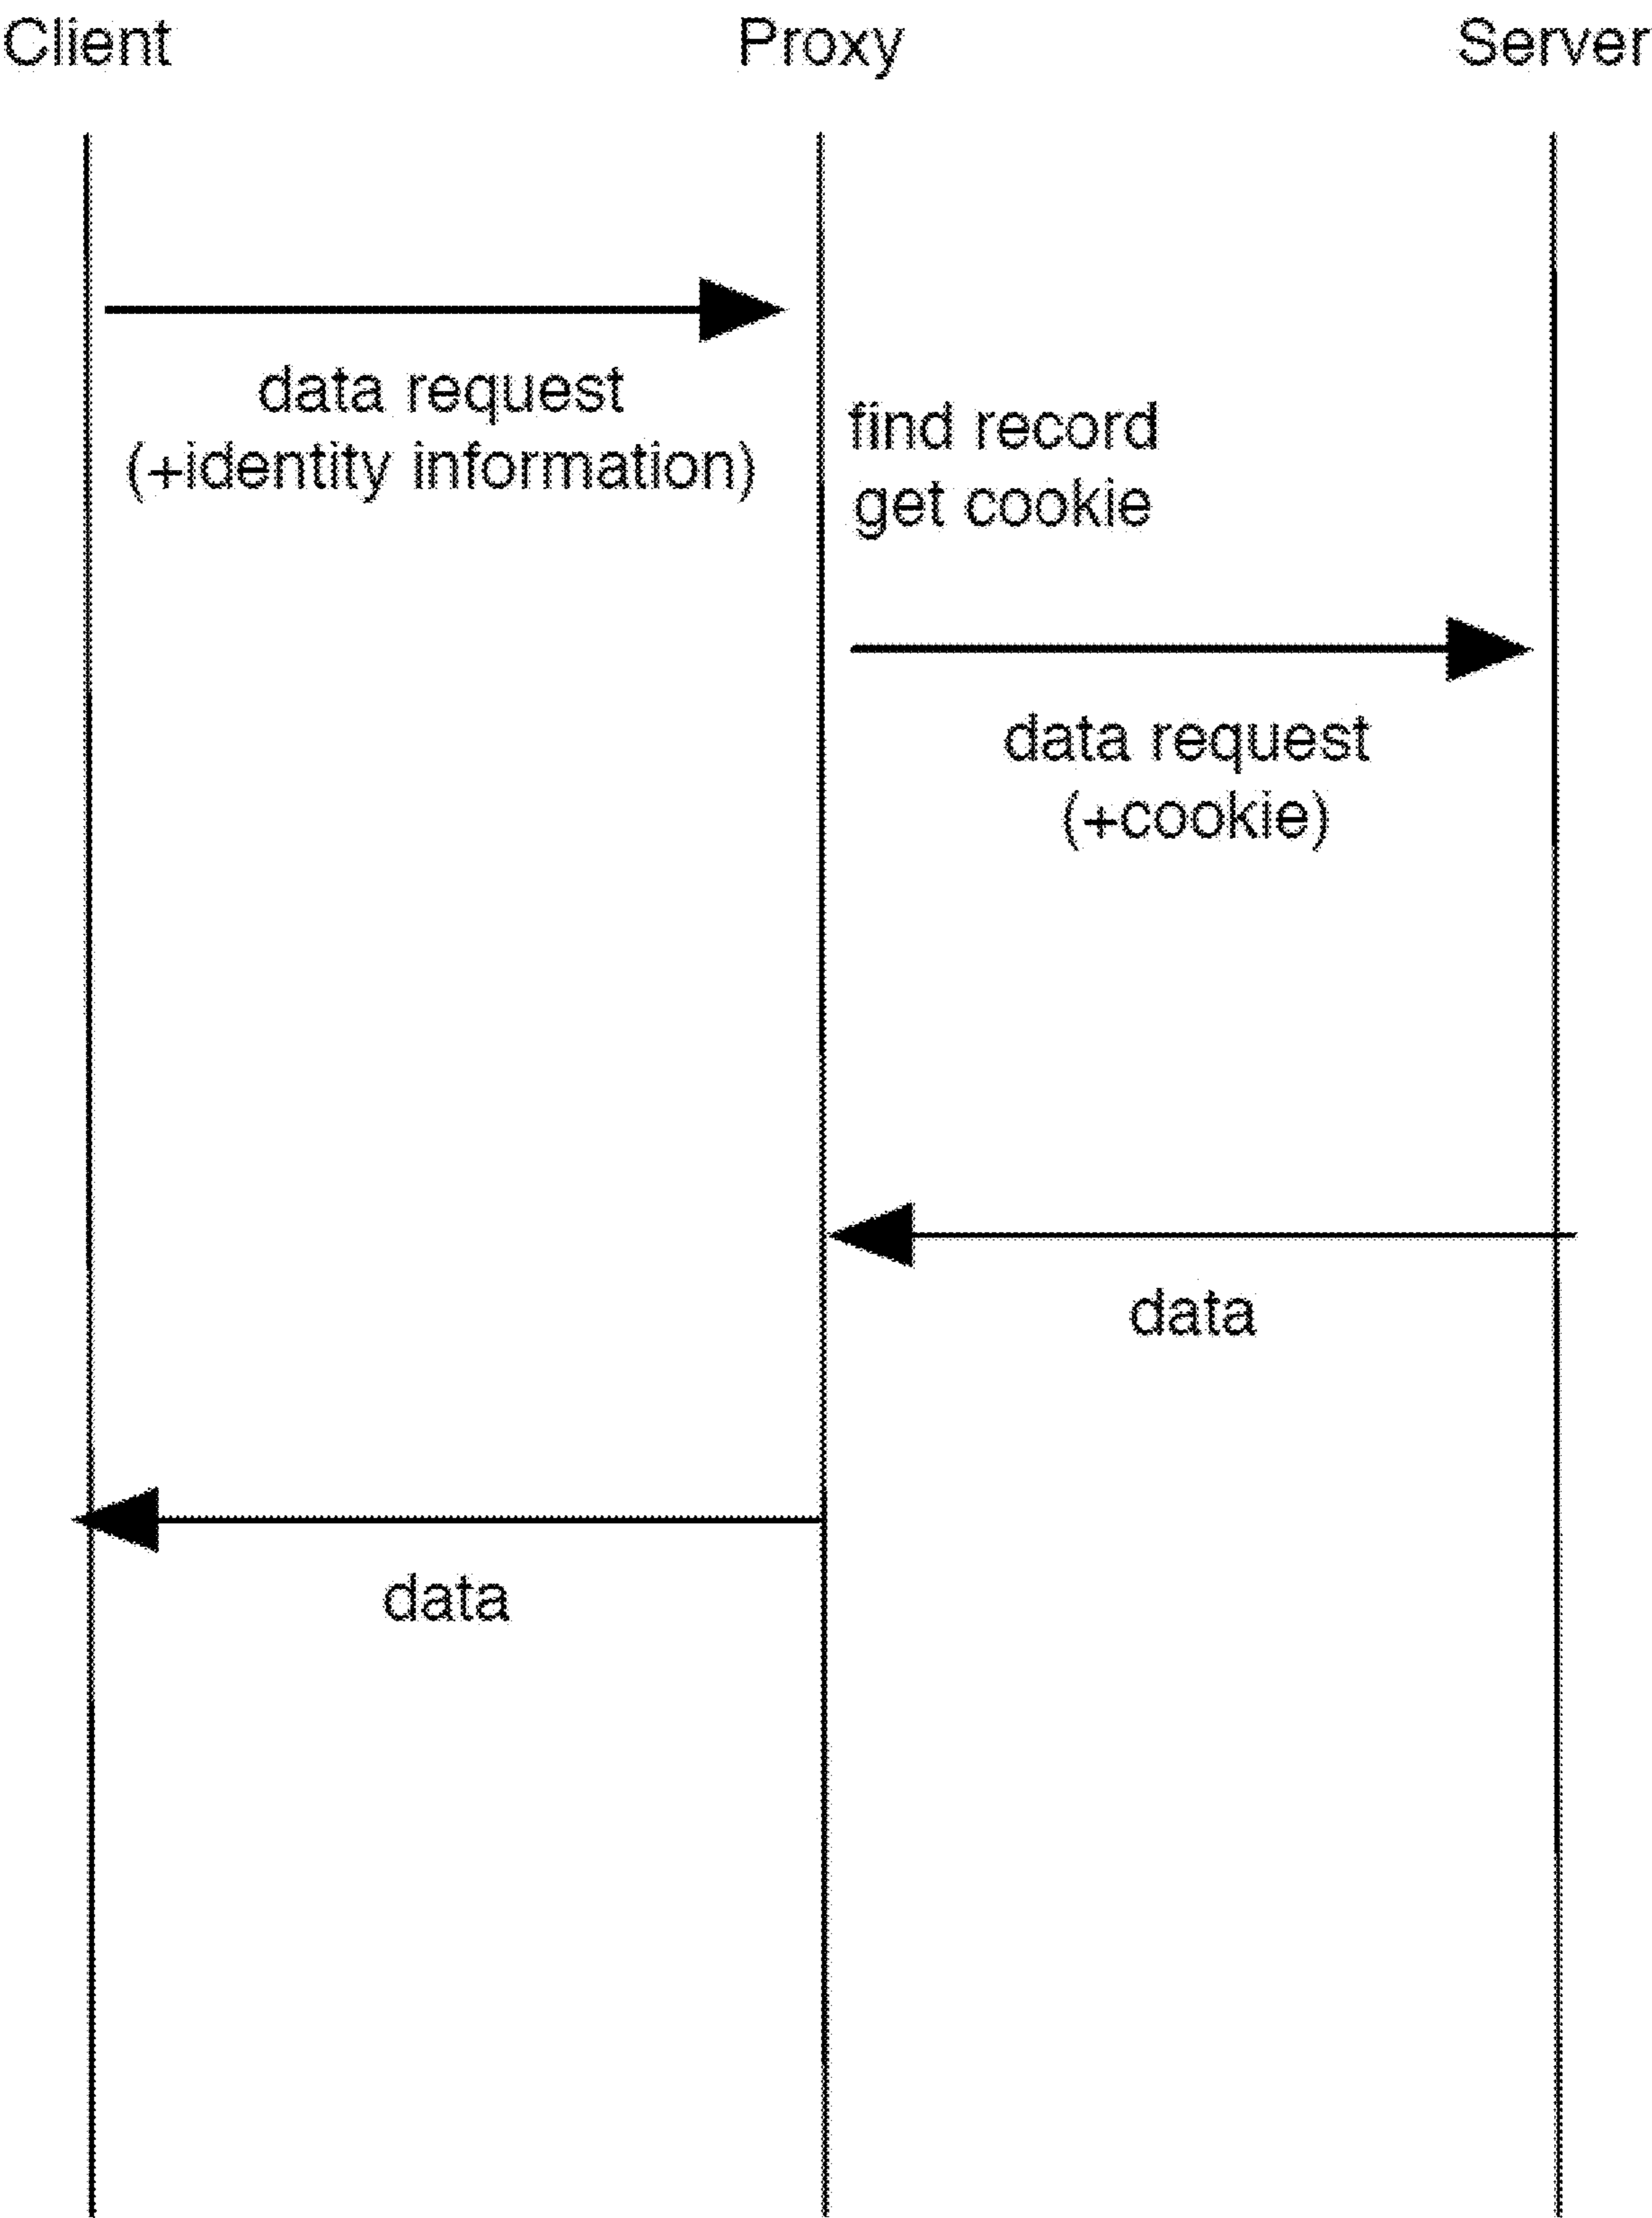 Client Proxy Server
data request
(+identity information)
find record
get cookie
data request
(+cookie)
data
data